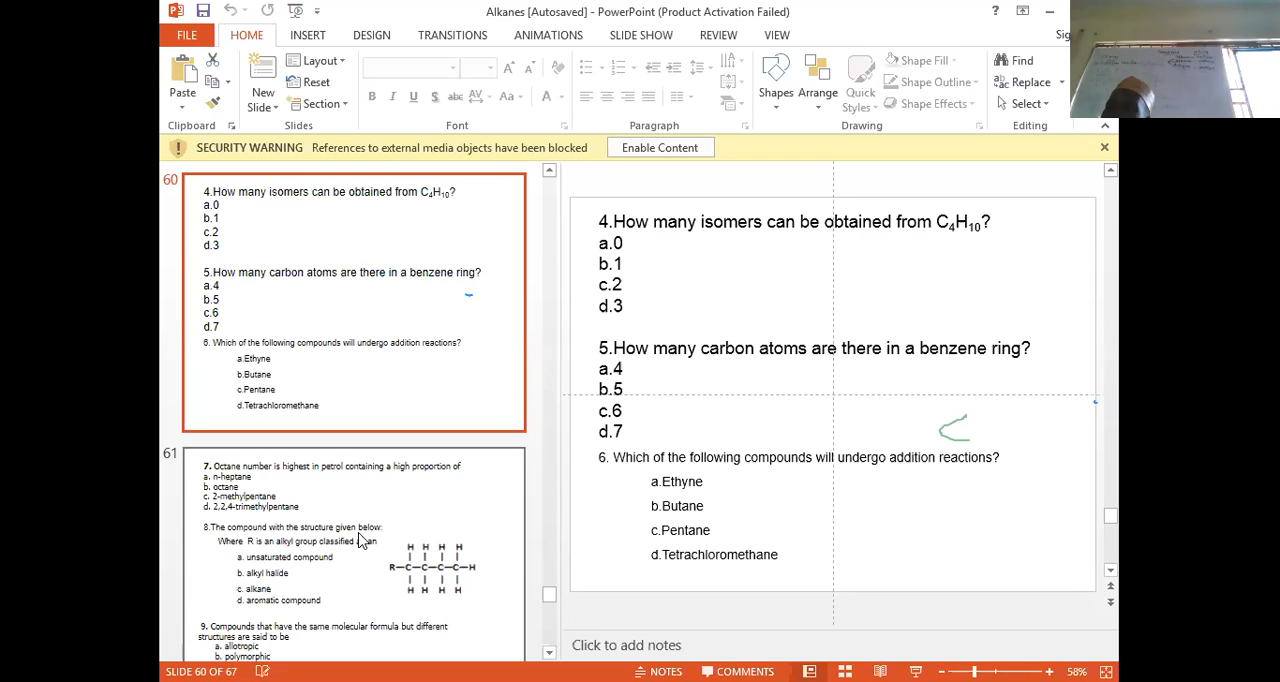 Alkanes [Autosaved] - PowerPoint (Product Activation Failed)
FILE HOME INSERT DESIGN TRANSITIONS ANIMATIONS SLIDE SHOW REVIEW VIEW
Paste
New
Slide
Layout
Reset
Section
B I U S abc AV Aa A
Shapes Arrange Quick
Styles
Shape Fill
Shape Outline
Shape Effects
Find
Replace
Select
Clipboard Slides Font Paragraph Drawing Editing
SECURITY WARNING References to external media objects have been blocked Enable Content
60
4.How many isomers can be obtained from C₄H₁₀?
a.0
b.1
c.2
d.3
5.How many carbon atoms are there in a benzene ring?
a.4
b.5
c.6
d.7
6. Which of the following compounds will undergo addition reactions?
a.Ethyne
b.Butane
c.Pentane
d.Tetrachloromethane
61
7. Octane number is highest in petrol containing a high proportion of
a. n-heptane
b. octane
c. 2-methylpentane
d. 2,2,4-trimethylpentane
8.The compound with the structure given below:
Where R is an alkyl group classified
a. unsaturated compound
b. alkyl halide
c. alkane
d. aromatic compound
H H H H
R-C-C-C-C-H
H H H H
9. Compounds that have the same molecular formula but different
structures are said to be
a. allotropic
b. polymorphic
4.How many isomers can be obtained from C₄H₁₀?
a.0
b.1
c.2
d.3
5.How many carbon atoms are there in a benzene ring?
a.4
b.5
c.6
d.7
6. Which of the following compounds will undergo addition reactions?
a.Ethyne
b.Butane
c.Pentane
d.Tetrachloromethane
Click to add notes
SLIDE 60 OF 67 NOTES COMMENTS 58%